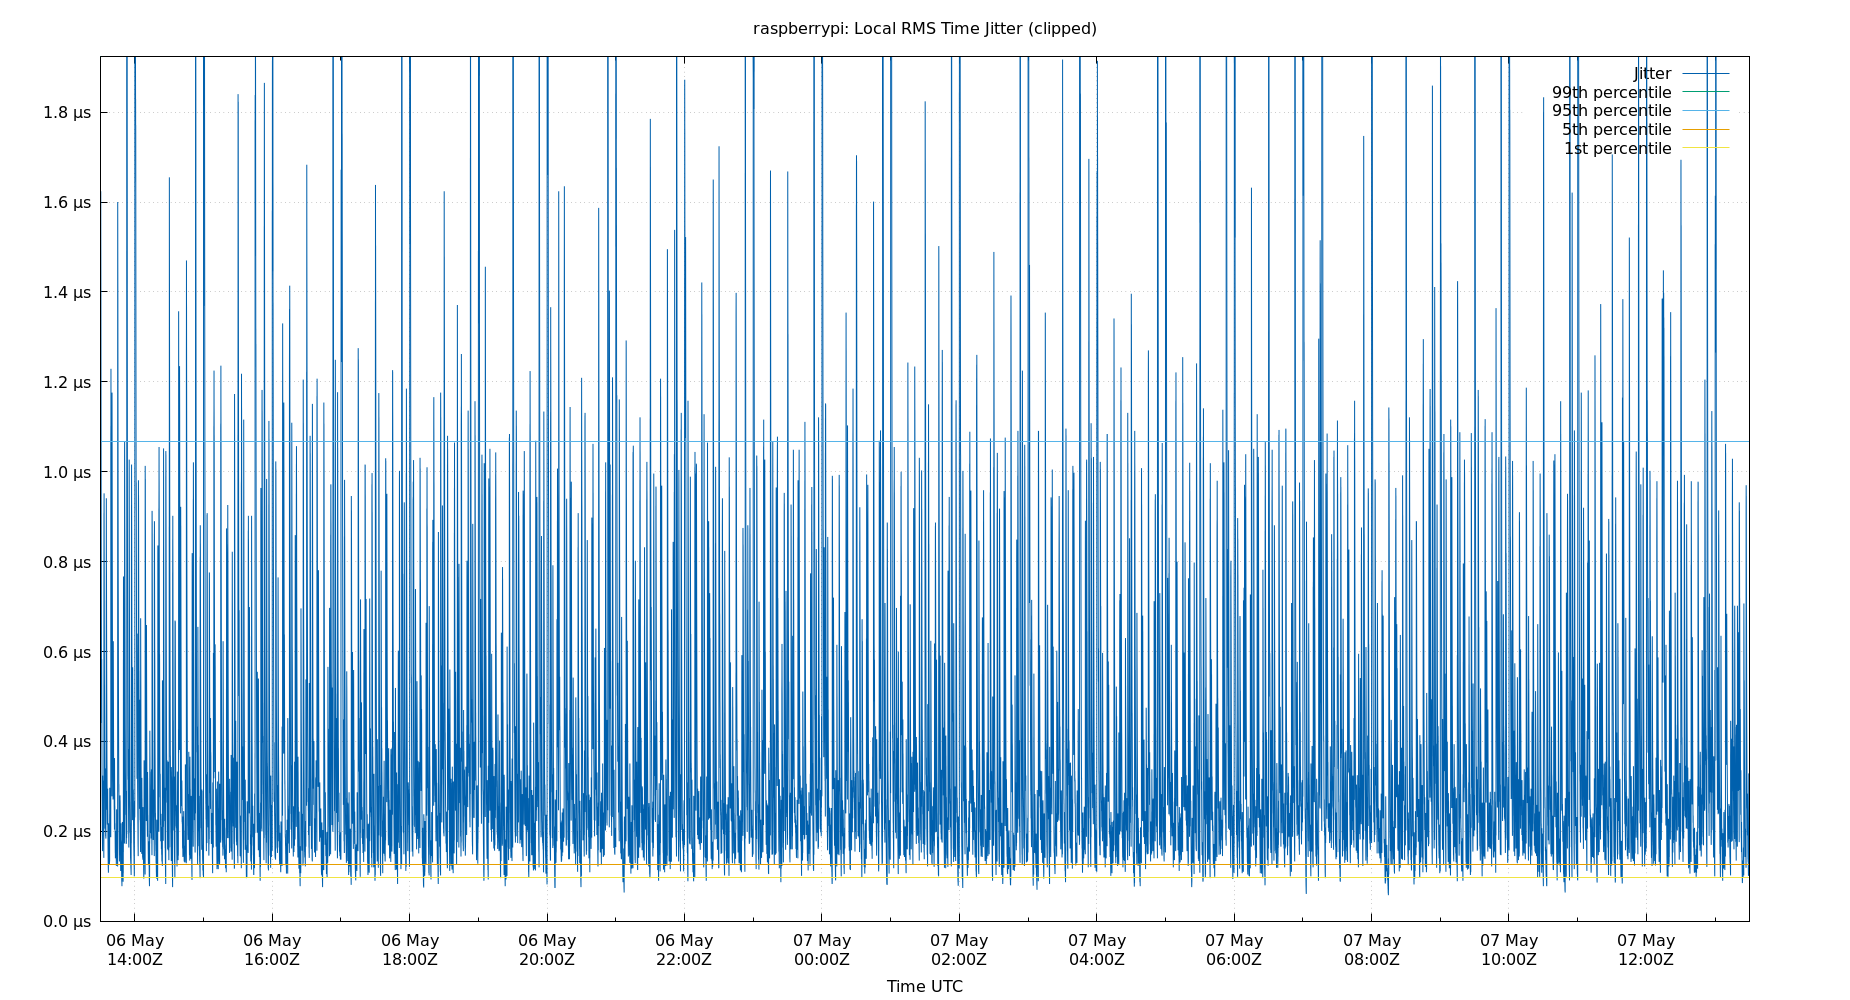 raspberrypi: Local RMS Time Jitter (clipped)
Jitter
99th percentile
95th percentile
5th percentile
1st percentile
1.8 μs
1.6 μs
1.4 μs
1.2 μs
1.0 μs
0.8 μs
0.6 μs
0.4 μs
0.2 μs
0.0 μs
06 May 06 May 06 May 06 May 06 May 07 May 07 May 07 May 07 May 07 May 07 May 07 May
14:00Z 16:00Z 18:00Z 20:00Z 22:00Z 00:00Z 02:00Z 04:00Z 06:00Z 08:00Z 10:00Z 12:00Z
Time UTC